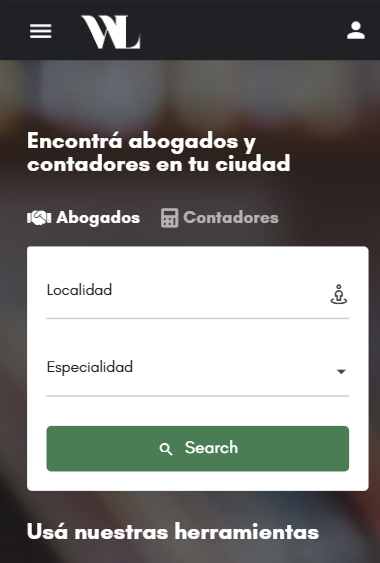 WL
Encontrá abogados y
contadores en tu ciudad
Abogados Contadores
Localidad
Especialidad
Search
Usá nuestras herramientas